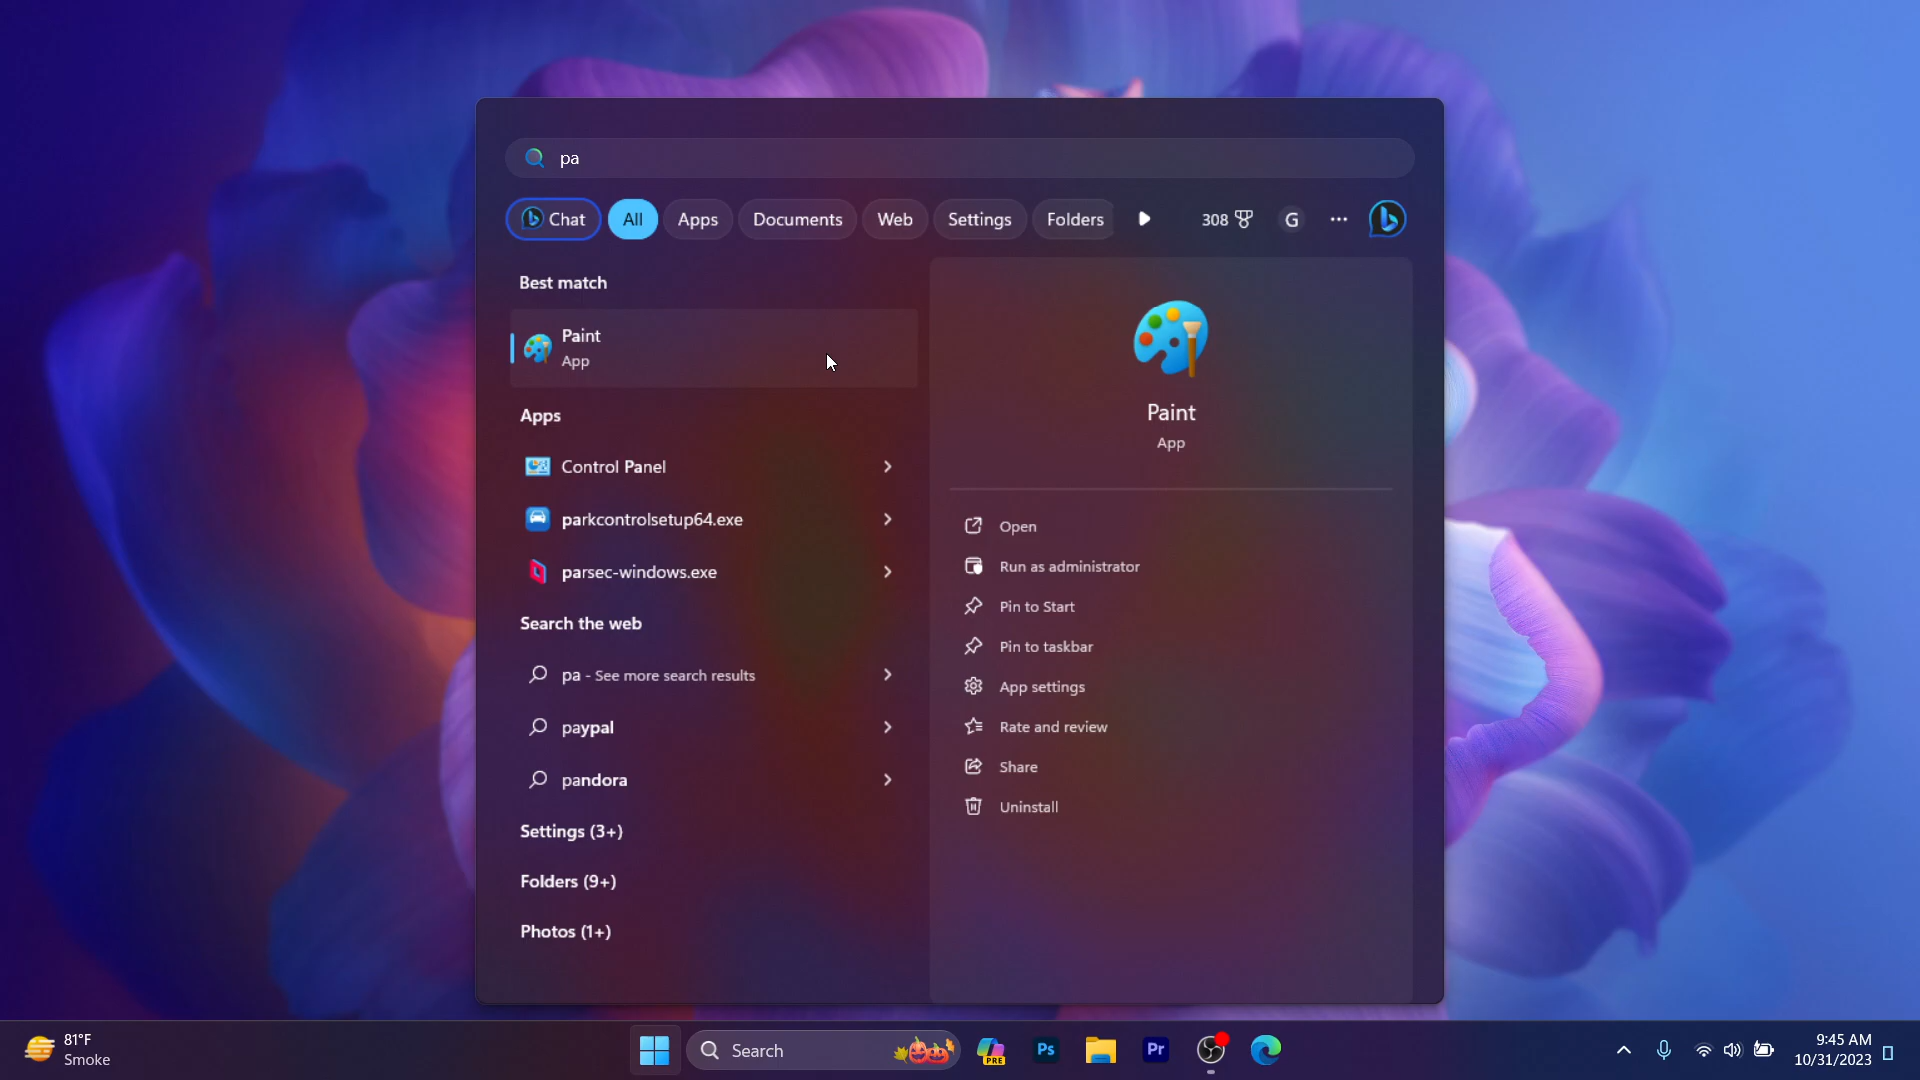 pa
Chat
All
Apps
Documents
Web
Settings
Folders
308
G
Best match
Paint
App
Apps
Control Panel
parkcontrolsetup64.exe
parsec-windows.exe
Search the web
pa - See more search results
paypal
pandora
Settings (3+)
Folders (9+)
Photos (1+)
Paint
App
Open
Run as administrator
Pin to Start
Pin to taskbar
App settings
Rate and review
Share
Uninstall
81°F
Smoke
Search
PRE
Ps
Pr
9:45 AM
10/31/2023